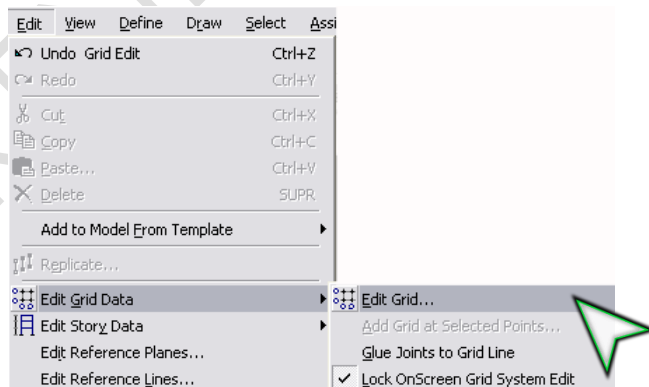 Edit View Define Draw Select Assi
Undo Grid Edit Ctrl+Z
Redo Ctrl+Y
Cut Ctrl+X
Copy Ctrl+C
Paste... Ctrl+V
Delete SUPR
Add to Model From Template
Replicate...
Edit Grid Data Edit Grid...
Edit Story Data Add Grid at Selected Points...
Edit Reference Planes... Glue Joints to Grid Line
Edit Reference Lines... Lock OnScreen Grid System Edit